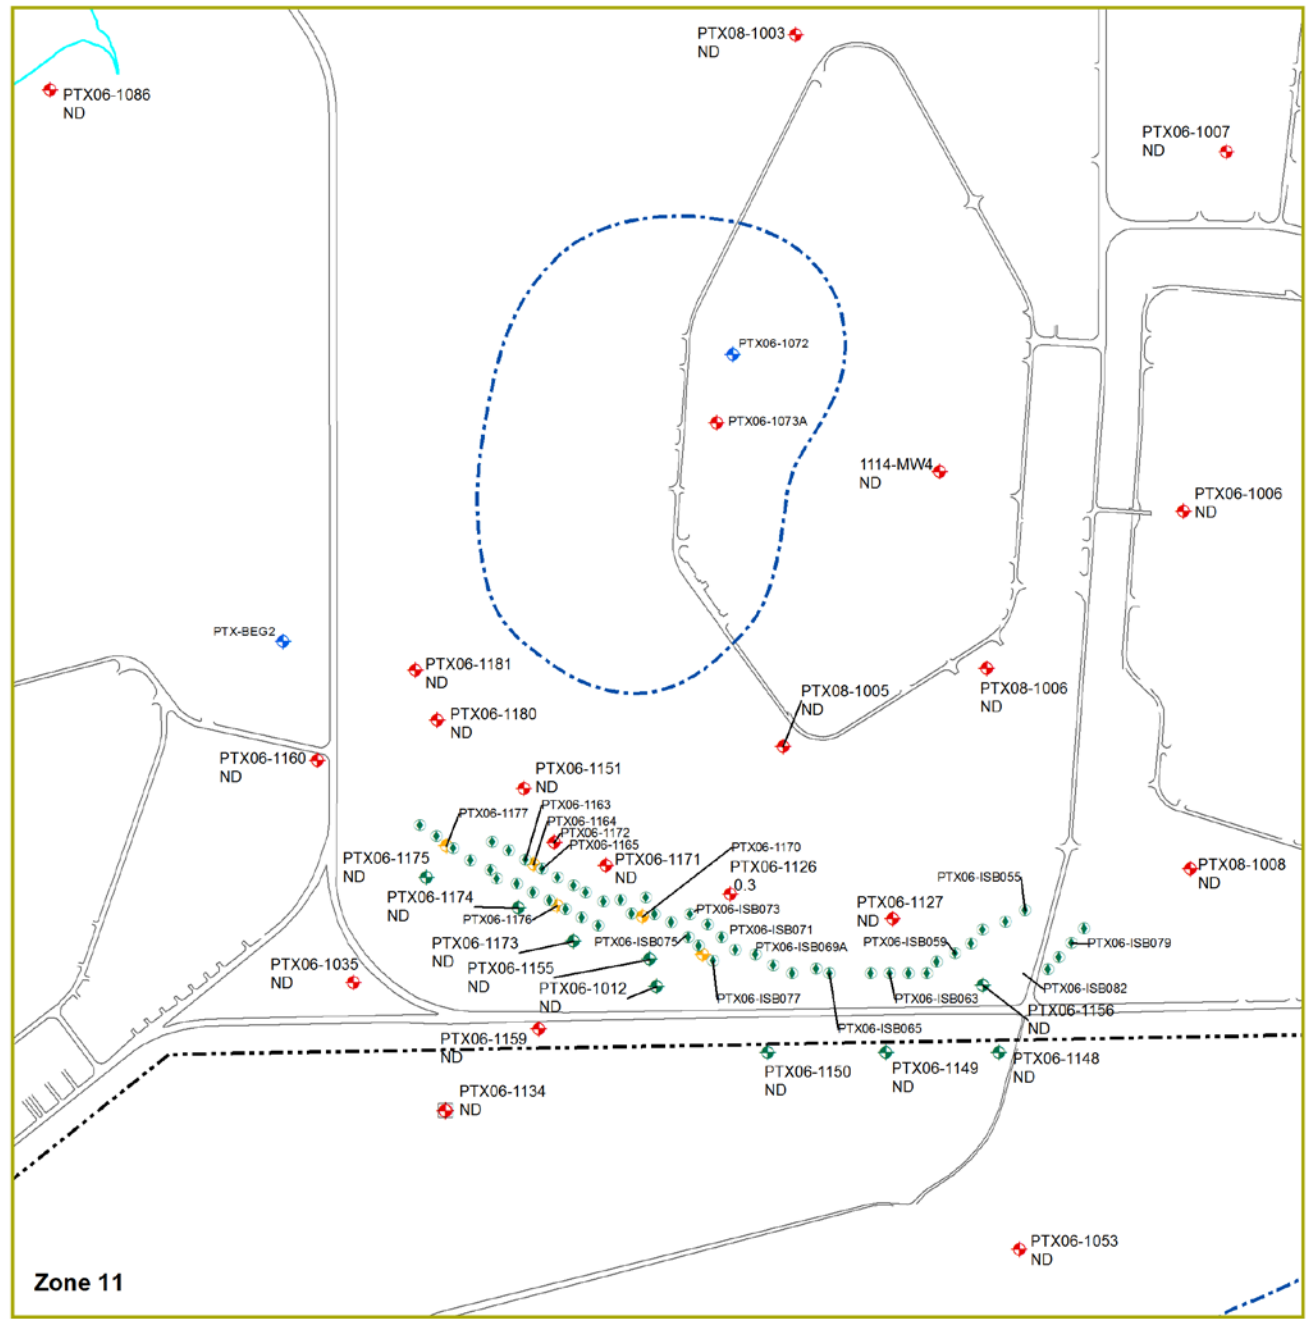 PTX08-1003
ND
PTX06-1086
ND
PTX06-1007
ND
PTX06-1072
PTX06-1073A
1114-MW4
ND
PTX06-1006
ND
PTX-BEG2
PTX06-1181
ND
PTX08-1006
ND
PTX08-1005
ND
PTX06-1180
ND
PTX06-1160
ND
PTX06-1151
ND
PTX06-1163
PTX06-1177
PTX06-1164
PTX06-1172
PTX06-1165
PTX06-1170
PTX06-1175
ND
PTX06-1171
ND
PTX06-1126
0.3
PTX08-1008
ND
PTX06-ISB055
PTX06-1174
ND
PTX06-1176
PTX06-ISB073
PTX06-1127
ND
PTX06-ISB071
PTX06-1173
ND
PTX06-ISB075
PTX06-ISB069A
PTX06-ISB059
PTX06-ISB079
PTX06-1155
ND
PTX06-1035
ND
PTX06-1012
ND
PTX06-ISB077
PTX06-ISB063
PTX06-ISB082
PTX06-1156
ND
PTX06-ISB065
PTX06-1159
ND
PTX06-1150
ND
PTX06-1149
ND
PTX06-1148
ND
PTX06-1134
ND
PTX06-1053
ND
Zone 11